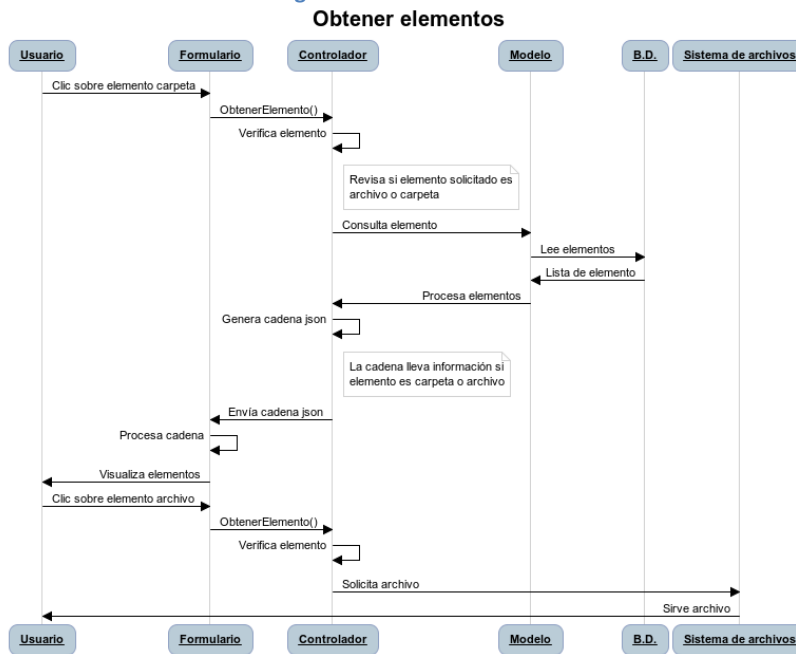 Obtener elementos
Usuario Formulario Controlador Modelo B.D. Sistema de archivos
Clic sobre elemento carpeta
ObtenerElemento()
Verifica elemento
Revisa si elemento solicitado es
archivo o carpeta
Consulta elemento
Lee elementos
Lista de elemento
Procesa elementos
Genera cadena json
La cadena lleva información si
elemento es carpeta o archivo
Envía cadena json
Procesa cadena
Visualiza elementos
Clic sobre elemento archivo
ObtenerElemento()
Verifica elemento
Solicita archivo
Sirve archivo
Usuario Formulario Controlador Modelo B.D. Sistema de archivos